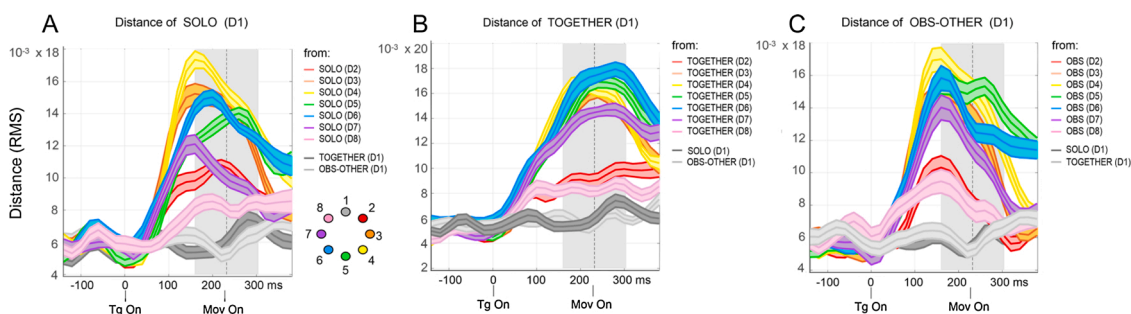 A
Distance of SOLO (D1)
10⁻³ x
18
16
14
12
10
8
6
4
Distance (RMS)
-100 0 100 300 ms
Tg On Mov On
from:
SOLO (D2)
SOLO (D3)
SOLO (D4)
SOLO (D5)
SOLO (D6)
SOLO (D7)
SOLO (D8)
TOGETHER (D1)
OBS-OTHER (D1)
1
8 2
7 3
6 4
5
B
Distance of TOGETHER (D1)
10⁻³ x 20
18
16
14
12
10
8
6
4
2
-100 0 100 200 300 ms
Tg On Mov On
from:
TOGETHER (D2)
TOGETHER (D3)
TOGETHER (D4)
TOGETHER (D5)
TOGETHER (D6)
TOGETHER (D7)
TOGETHER (D8)
SOLO (D1)
OBS-OTHER (D1)
C
Distance of OBS-OTHER (D1)
10⁻³ x 18
16
14
12
10
8
6
4
-100 0 100 200 300 ms
Tg On Mov On
from:
OBS (D2)
OBS (D3)
OBS (D4)
OBS (D5)
OBS (D6)
OBS (D7)
OBS (D8)
SOLO (D1)
TOGETHER (D1)